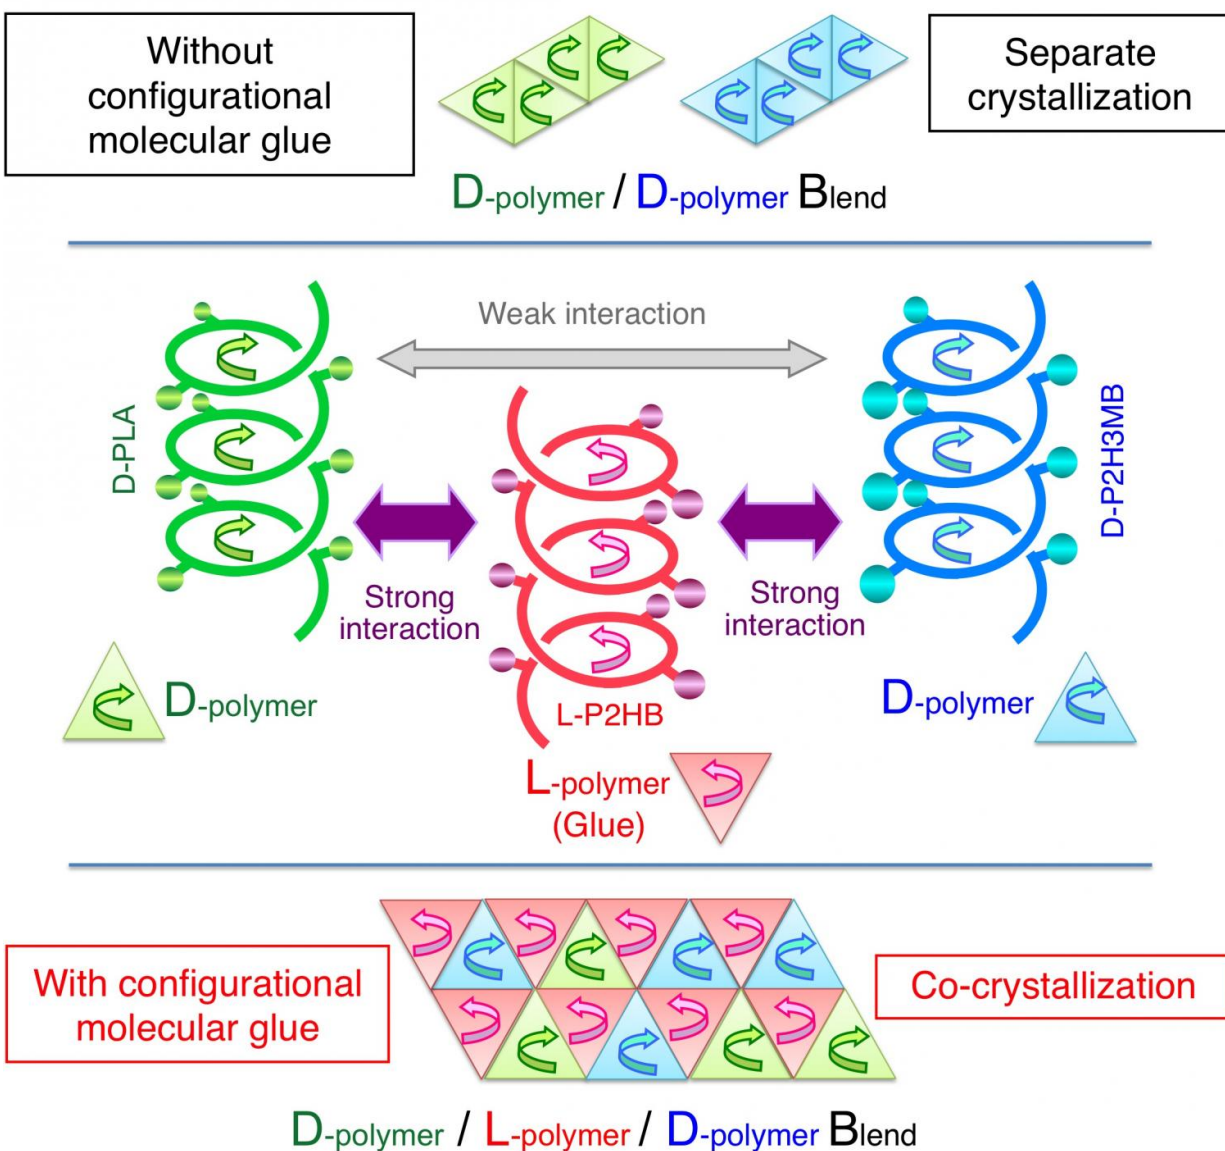 Without
configurational
molecular glue
Separate
crystallization
D-polymer / D-polymer Blend
Weak interaction
D-PLA
D-P2H3MB
Strong
interaction
Strong
interaction
D-polymer
L-P2HB
D-polymer
L-polymer
(Glue)
With configurational
molecular glue
Co-crystallization
D-polymer / L-polymer / D-polymer Blend